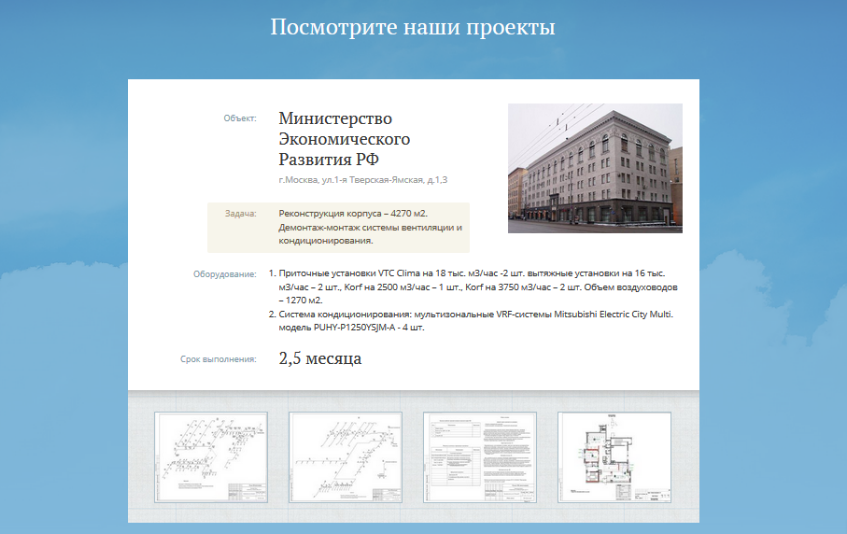 Посмотрите наши проекты
Объект:
Министерство
Экономического
Развития РФ
г.Москва, ул.1-я Тверская-Ямская, д.1,3
Задача:
Реконструкция корпуса – 4270 м2.
Демонтаж-монтаж системы вентиляции и
кондиционирования.
Оборудование:
1. Приточные установки VTC Clima на 18 тыс. м3/час -2 шт. вытяжные установки на 16 тыс.
м3/час – 2 шт., Korf на 2500 м3/час – 1 шт., Korf на 3750 м3/час – 2 шт. Объем воздуховодов
– 1270 м2.
2. Система кондиционирования: мультизональные VRF-системы Mitsubishi Electric City Multi.
модель PUHY-P1250YSJM-A - 4 шт.
Срок выполнения:
2,5 месяца